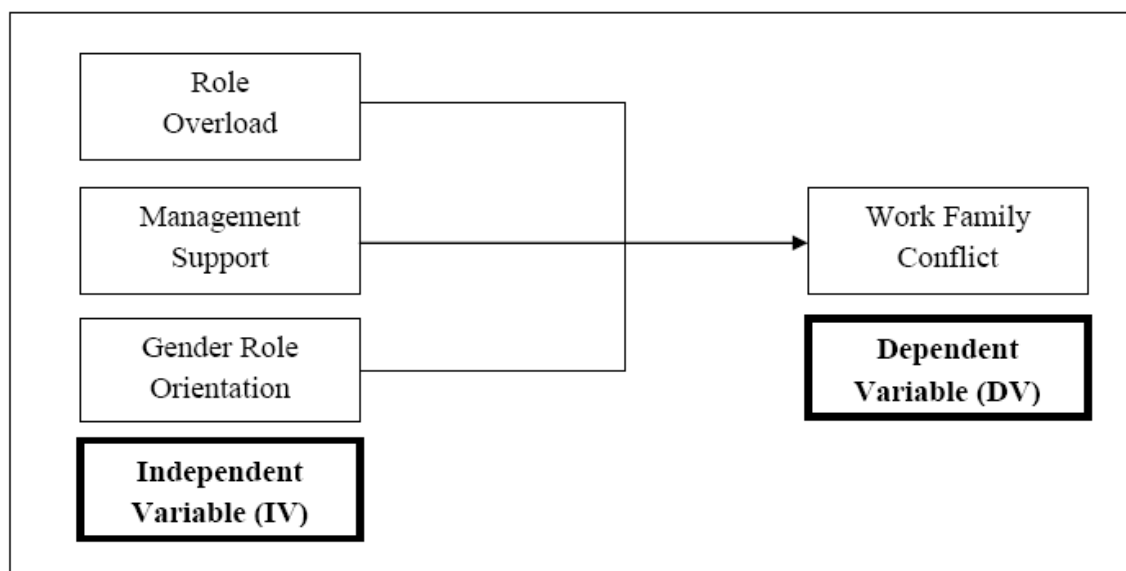 Role
Overload
Management
Support
Gender Role
Orientation
Independent
Variable (IV)
Work Family
Conflict
Dependent
Variable (DV)